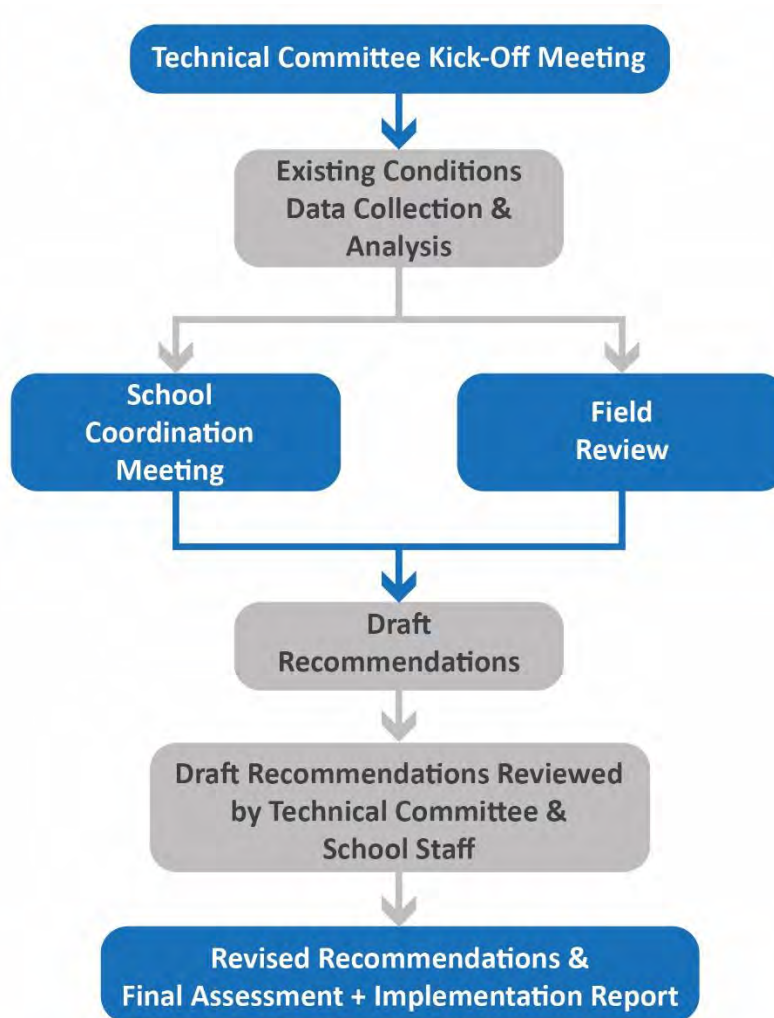 Technical Committee Kick-Off Meeting
Existing Conditions
Data Collection &
Analysis
School
Coordination
Meeting
Field
Review
Draft
Recommendations
Draft Recommendations Reviewed
by Technical Committee &
School Staff
Revised Recommendations &
Final Assessment + Implementation Report